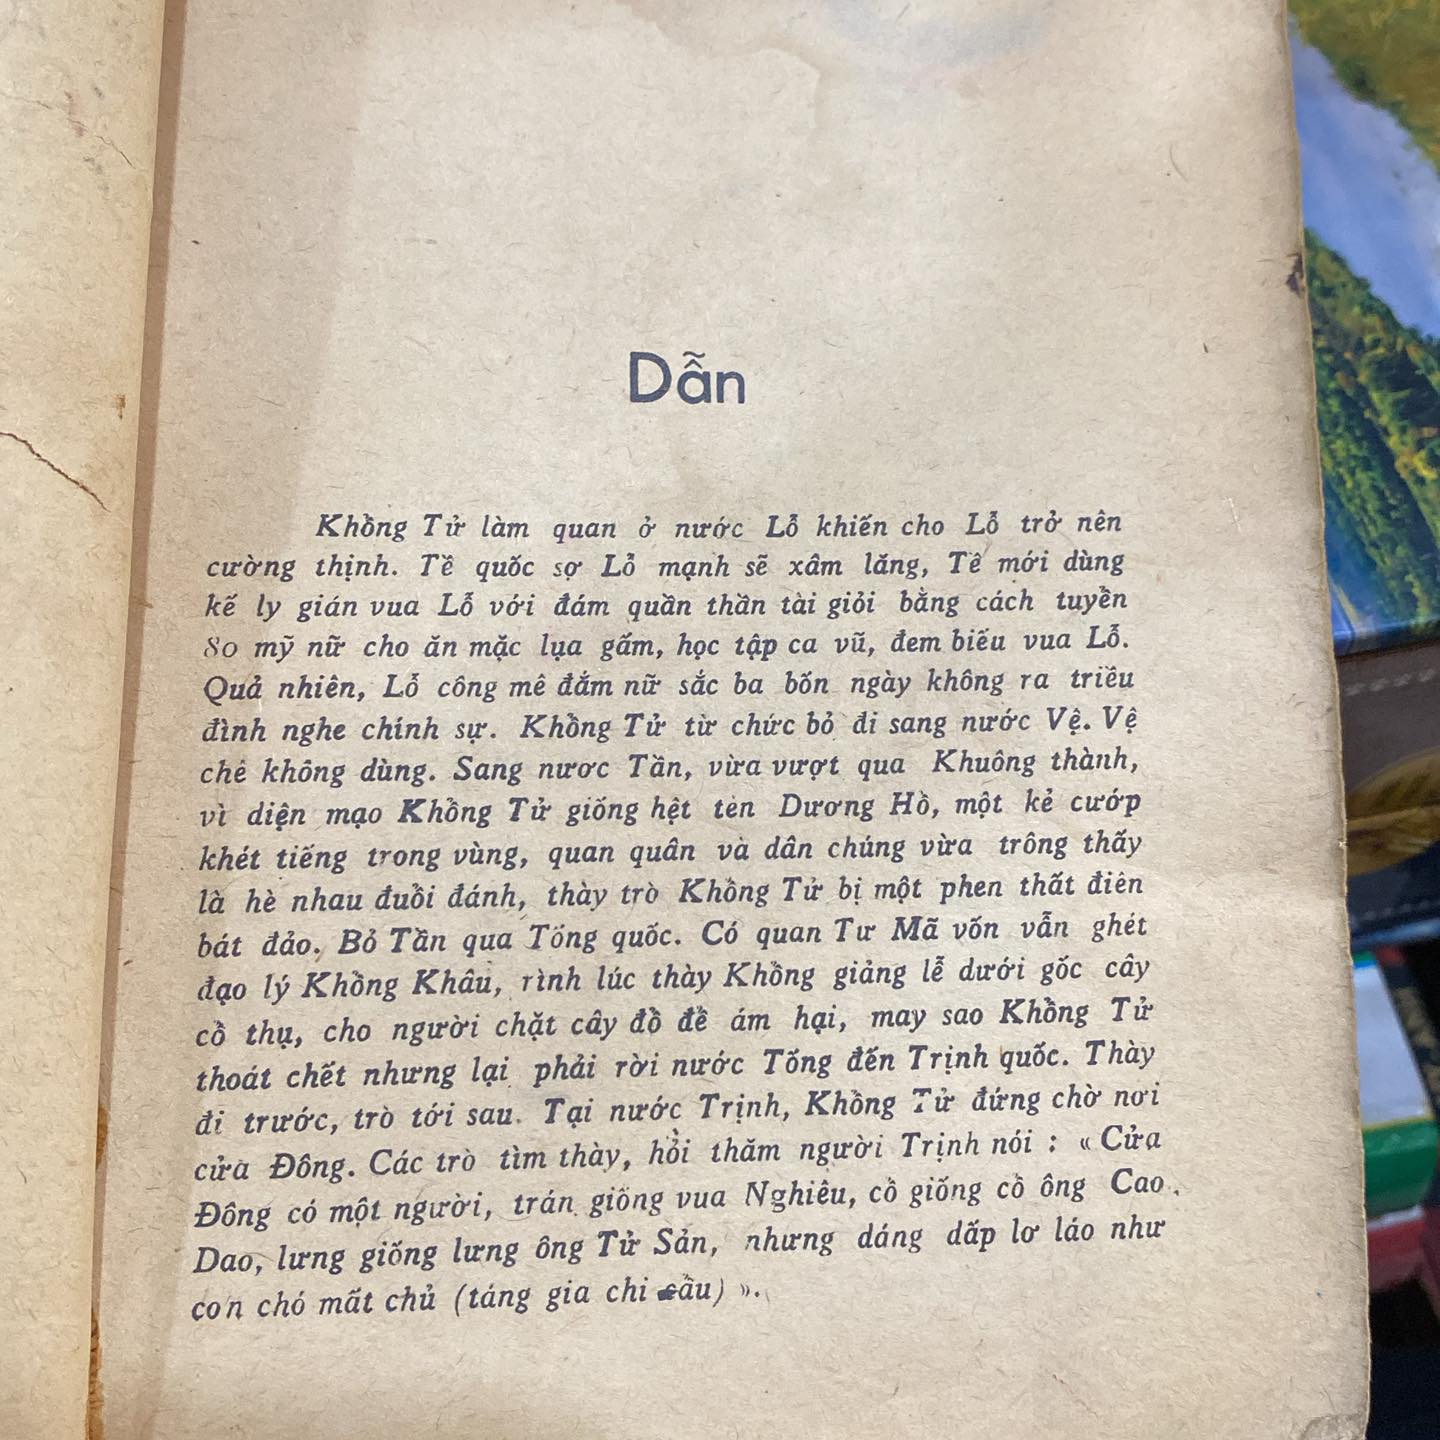 Dẫn
Khổng Tử làm quan ở nước Lỗ khiến cho Lỗ trở nên
cường thịnh. Tề quốc sợ Lỗ mạnh sẽ xâm lăng, Tề mới dùng
kế ly gián vua Lỗ với đám quần thần tài giỏi bằng cách tuyển
80 mỹ nữ cho ăn mặc lụa gấm, học tập ca vũ, đem biếu vua Lỗ.
Quả nhiên, Lỗ công mê đắm nữ sắc ba bốn ngày không ra triều
đình nghe chính sự. Khổng Tử từ chức bỏ đi sang nước Vệ. Vệ
chê không dùng. Sang nươc Tần, vừa vượt qua Khuông thành,
vì diện mạo Khổng Tử giống hệt tên Dương Hổ, một kẻ cướp
khét tiếng trong vùng, quan quân và dân chúng vừa trông thấy
là hè nhau đuổi đánh, thày trò Khổng Tử bị một phen thất điên
bát đảo. Bỏ Tần qua Tống quốc. Có quan Tư Mã vốn vẫn ghét
đạo lý Khổng Khâu, rình lúc thày Khổng giảng lễ dưới gốc cây
cổ thụ, cho người chặt cây đổ để ám hại, may sao Khổng Tử
thoát chết nhưng lại phải rời nước Tống đến Trịnh quốc. Thày
đi trước, trò tới sau. Tại nước Trịnh, Khổng Tử đứng chờ nơi
cửa Đông. Các trò tìm thày, hỏi thăm người Trịnh nói : « Cửa
Đông có một người, trán giống vua Nghiêu, cổ giống cổ ông Cao
Dao, lưng giống lưng ông Tử Sản, nhưng dáng dấp lơ láo như
con chó mất chủ (táng gia chi cẩu) ».